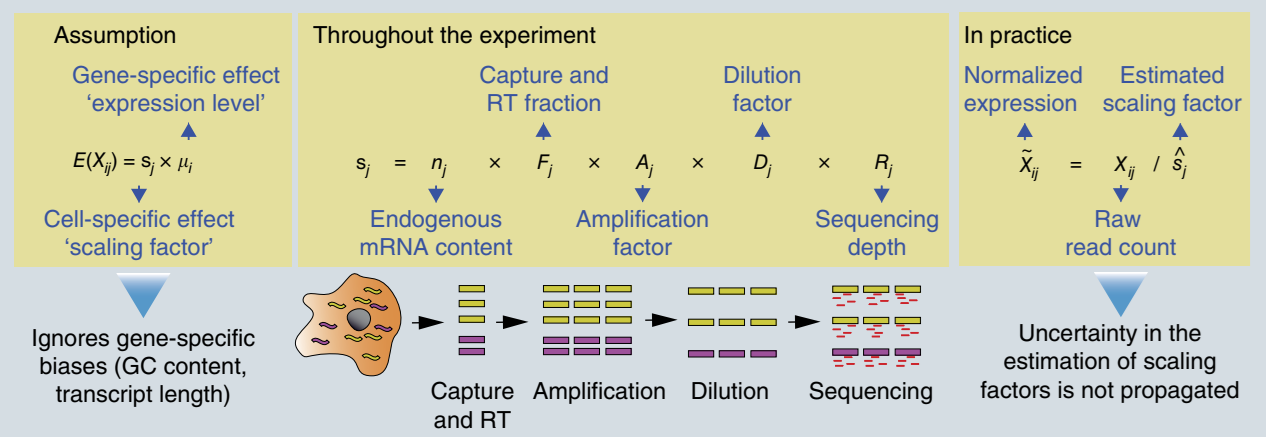 Assumption
Gene-specific effect
‘expression level’
E(Xij) = sj × μi
Cell-specific effect
‘scaling factor’
Ignores gene-specific
biases (GC content,
transcript length)
Throughout the experiment
Capture and
RT fraction
Dilution
factor
sj = nj × Fj × Aj × Dj × Rj
Endogenous
mRNA content
Amplification
factor
Sequencing
depth
Capture
and RT
Amplification
Dilution
Sequencing
In practice
Normalized
expression
Estimated
scaling factor
X̃ij = Xij / ŝj
Raw
read count
Uncertainty in the
estimation of scaling
factors is not propagated